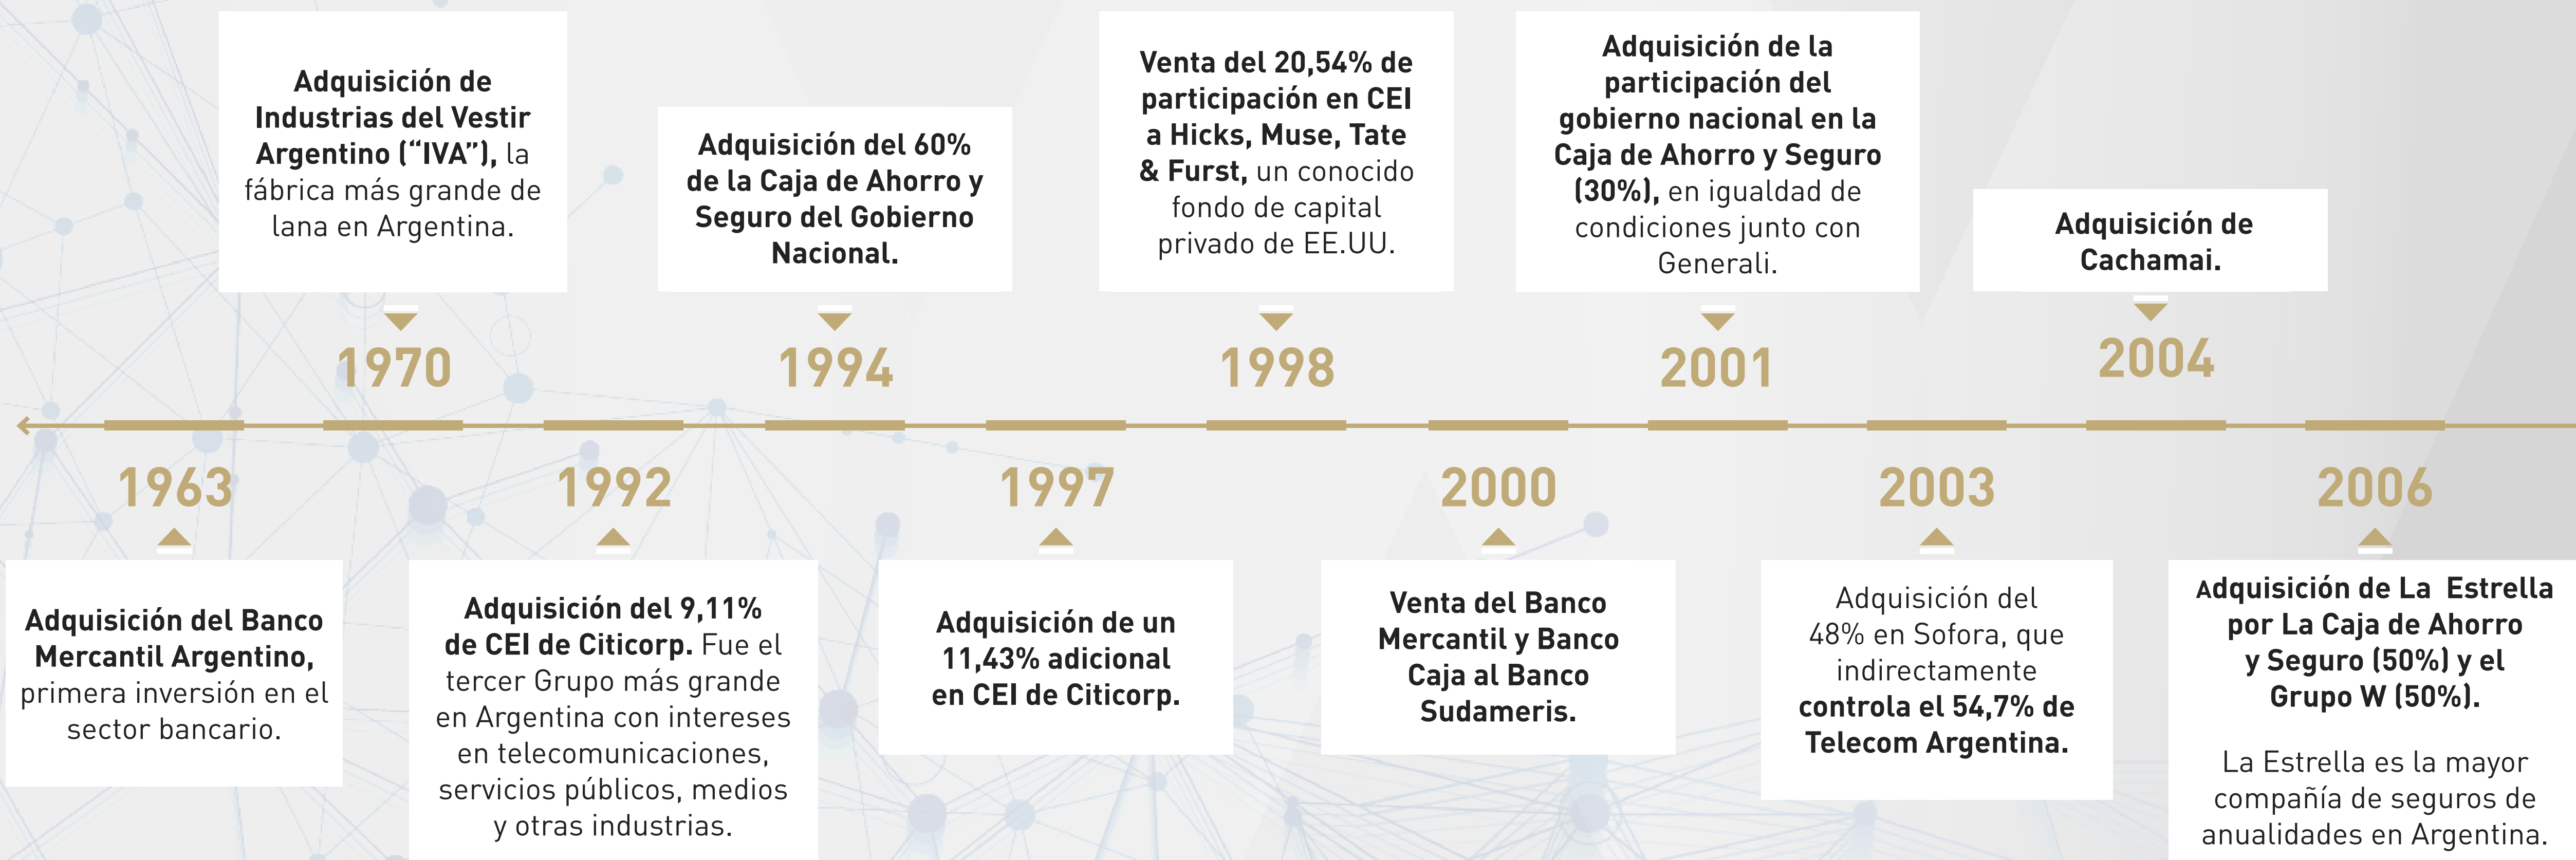 Adquisición de
Industrias del Vestir
Argentino (“IVA”), la
fábrica más grande de
lana en Argentina.
1970
Adquisición del 60%
de la Caja de Ahorro y
Seguro del Gobierno
Nacional.
1994
Venta del 20,54% de
participación en CEI
a Hicks, Muse, Tate
& Furst, un conocido
fondo de capital
privado de EE.UU.
1998
Adquisición de la
participación del
gobierno nacional en la
Caja de Ahorro y Seguro
(30%), en igualdad de
condiciones junto con
Generali.
2001
Adquisición de
Cachamai.
2004
1963
Adquisición del Banco
Mercantil Argentino,
primera inversión en el
sector bancario.
1992
Adquisición del 9,11%
de CEI de Citicorp. Fue el
tercer Grupo más grande
en Argentina con intereses
en telecomunicaciones,
servicios públicos, medios
y otras industrias.
1997
Adquisición de un
11,43% adicional
en CEI de Citicorp.
2000
Venta del Banco
Mercantil y Banco
Caja al Banco
Sudameris.
2003
Adquisición del
48% en Sofora, que
indirectamente
controla el 54,7% de
Telecom Argentina.
2006
Adquisición de La Estrella
por La Caja de Ahorro
y Seguro (50%) y el
Grupo W (50%).
La Estrella es la mayor
compañía de seguros de
anualidades en Argentina.